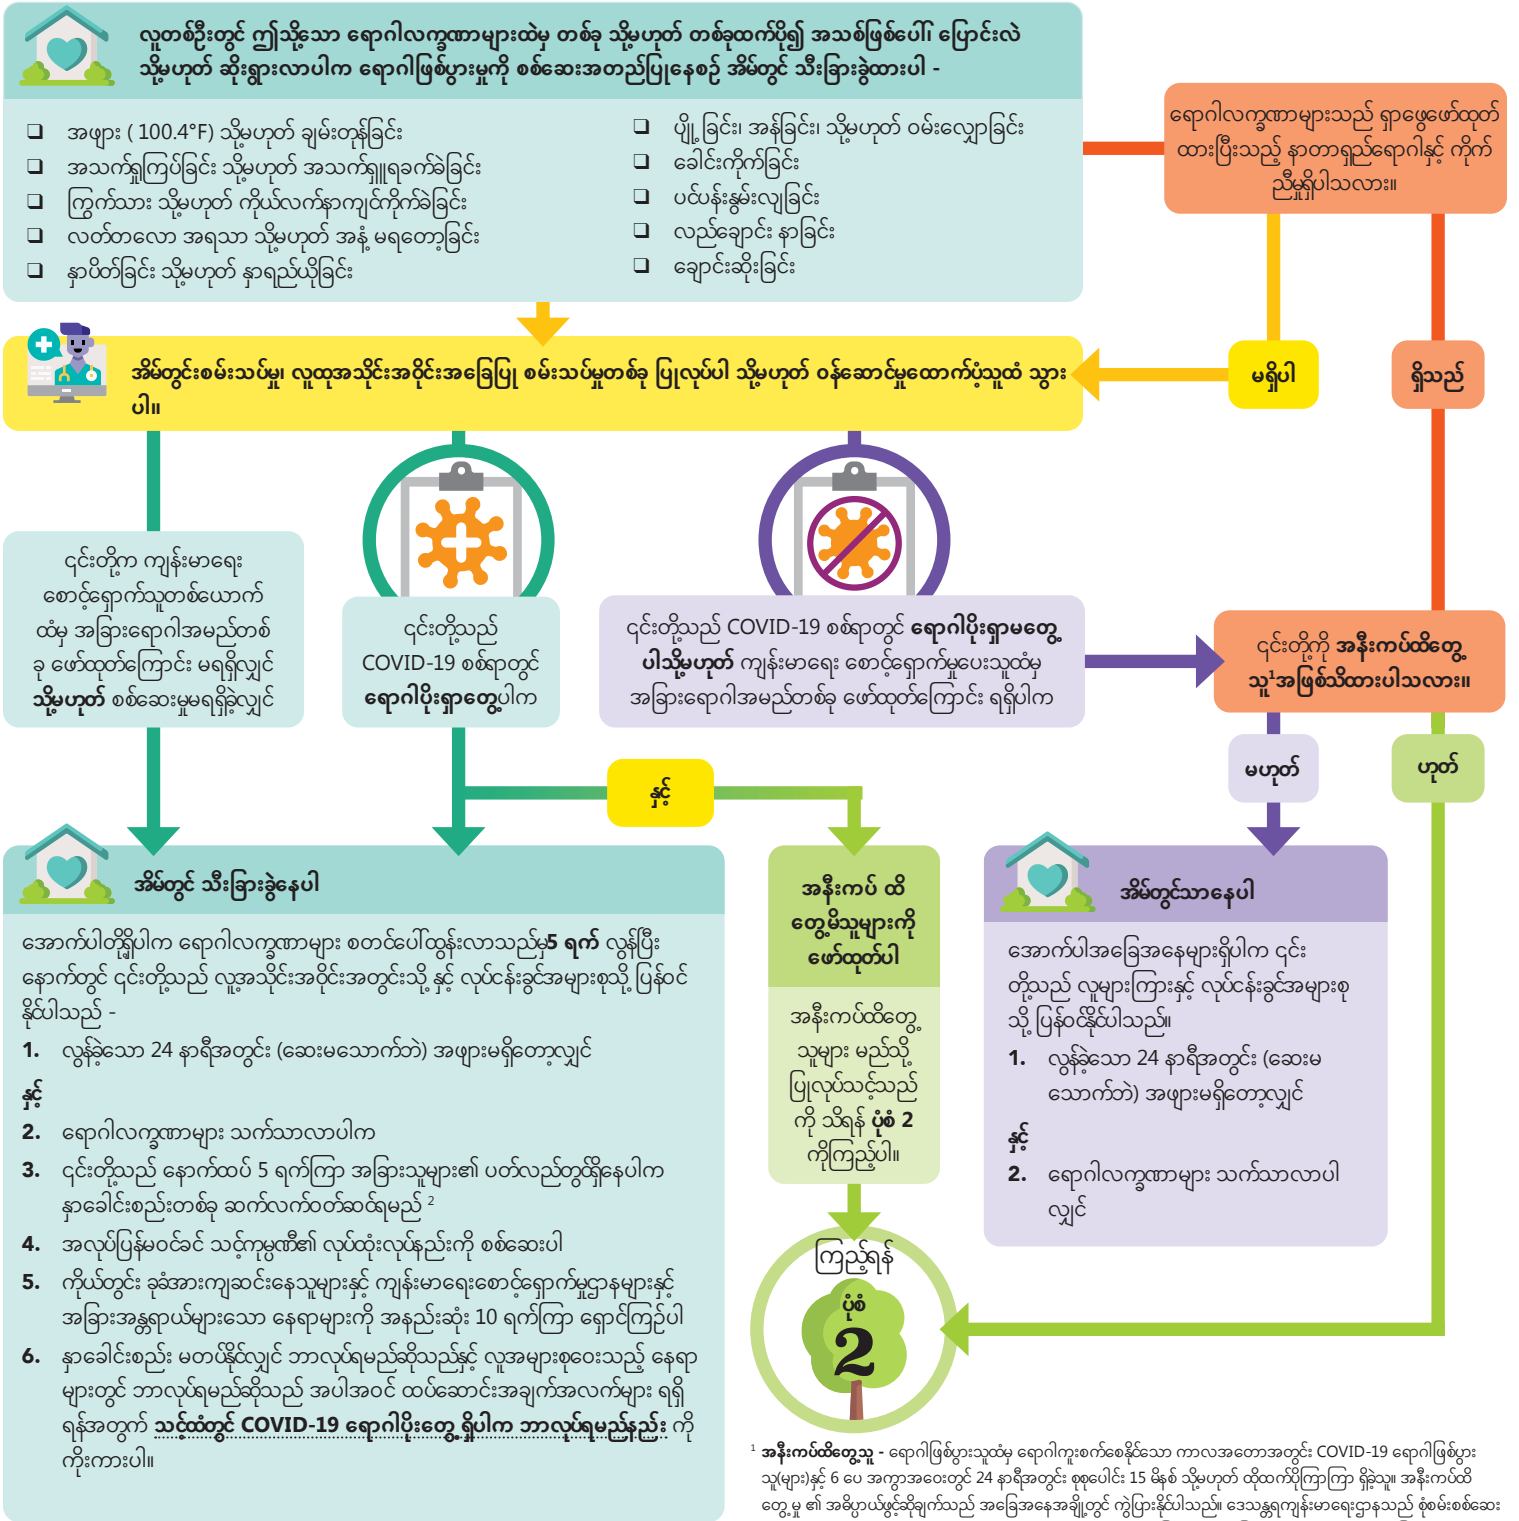 လူတစ်ဦးတွင် ဤသို့သော ရောဂါလက္ခဏာများထဲမှ တစ်ခု သို့မဟုတ် တစ်ခုထက်ပို၍ အသစ်ဖြစ်ပေါ်၊ ပြောင်းလဲ
သို့မဟုတ် ဆိုးရွားလာပါက ရောဂါဖြစ်ပွားမှုကို စစ်ဆေးအတည်ပြုနေစဉ် အိမ်တွင် သီးခြားခွဲထားပါ -
❑ အဖျား ( 100.4°F) သို့မဟုတ် ချမ်းတုန်ခြင်း
❑ အသက်ရှူကြပ်ခြင်း သို့မဟုတ် အသက်ရှူရခက်ခဲခြင်း
❑ ကြွက်သား သို့မဟုတ် ကိုယ်လက်နာကျင်ကိုက်ခဲခြင်း
❑ လတ်တလော အရသာ သို့မဟုတ် အနံ့ မရတော့ခြင်း
❑ နှာပိတ်ခြင်း သို့မဟုတ် နှာရည်ယိုခြင်း
❑ ပျို့ခြင်း၊ အန်ခြင်း၊ သို့မဟုတ် ဝမ်းလျှောခြင်း
❑ ခေါင်းကိုက်ခြင်း
❑ ပင်ပန်းနွမ်းလျခြင်း
❑ လည်ချောင်း နာခြင်း
❑ ချောင်းဆိုးခြင်း
ရောဂါလက္ခဏာများသည် ရှာဖွေဖော်ထုတ်
ထားပြီးသည့် နာတာရှည်ရောဂါနှင့် ကိုက်
ညီမှုရှိပါသလား။
မရှိပါ
ရှိသည်
အိမ်တွင်းစမ်းသပ်မှု၊ လူထုအသိုင်းအဝိုင်းအခြေပြု စမ်းသပ်မှုတစ်ခု ပြုလုပ်ပါ သို့မဟုတ် ဝန်ဆောင်မှုထောက်ပံ့သူထံ သွား
ပါ။
၎င်းတို့က ကျန်းမာရေး
စောင့်ရှောက်သူတစ်ယောက်
ထံမှ အခြားရောဂါအမည်တစ်
ခု ဖော်ထုတ်ကြောင်း မရရှိလျှင်
သို့မဟုတ် စစ်ဆေးမှုမရရှိခဲ့လျှင်
၎င်းတို့သည်
COVID-19 စစ်ရာတွင်
ရောဂါပိုးရှာတွေ့ပါက
၎င်းတို့သည် COVID-19 စစ်ရာတွင် ရောဂါပိုးရှာမတွေ့
ပါသို့မဟုတ် ကျန်းမာရေး စောင့်ရှောက်မှုပေးသူထံမှ
အခြားရောဂါအမည်တစ်ခု ဖော်ထုတ်ကြောင်း ရရှိပါက
၎င်းတို့ကို အနီးကပ်ထိတွေ့
သူ¹အဖြစ်သိထားပါသလား။
မဟုတ်
ဟုတ်
နှင့်
အိမ်တွင် သီးခြားခွဲနေပါ
အောက်ပါတို့ရှိပါက ရောဂါလက္ခဏာများ စတင်ပေါ်ထွန်းလာသည်မှ5 ရက် လွန်ပြီး
နောက်တွင် ၎င်းတို့သည် လူ့အသိုင်းအဝိုင်းအတွင်းသို့ နှင့် လုပ်ငန်းခွင်အများစုသို့ ပြန်ဝင်
နိုင်ပါသည် -
1. လွန်ခဲ့သော 24 နာရီအတွင်း (ဆေးမသောက်ဘဲ) အဖျားမရှိတော့လျှင်
နှင့်
2. ရောဂါလက္ခဏာများ သက်သာလာပါက
3. ၎င်းတို့သည် နောက်ထပ် 5 ရက်ကြာ အခြားသူများ၏ ပတ်လည်တွင်ရှိနေပါက
နှာခေါင်းစည်းတစ်ခု ဆက်လက်ဝတ်ဆင်ရမည် ²
4. အလုပ်ပြန်မဝင်ခင် သင့်ကုမ္ပဏီ၏ လုပ်ထုံးလုပ်နည်းကို စစ်ဆေးပါ
5. ကိုယ်တွင်း ခုခံအားကျဆင်းနေသူများနှင့် ကျန်းမာရေးစောင့်ရှောက်မှုဌာနများနှင့်
အခြားအန္တရာယ်များသော နေရာများကို အနည်းဆုံး 10 ရက်ကြာ ရှောင်ကြဉ်ပါ
6. နှာခေါင်းစည်း မတပ်နိုင်လျှင် ဘာလုပ်ရမည်ဆိုသည်နှင့် လူအများစုဝေးသည့် နေရာ
များတွင် ဘာလုပ်ရမည်ဆိုသည် အပါအဝင် ထပ်ဆောင်းအချက်အလက်များ ရရှိ
ရန်အတွက် သင့်ထံတွင် COVID-19 ရောဂါပိုးတွေ့ ရှိပါက ဘာလုပ်ရမည်နည်း ကို
ကိုးကားပါ။
အနီးကပ် ထိ
တွေ့မိသူများကို
ဖော်ထုတ်ပါ
အနီးကပ်ထိတွေ့
သူများ မည်သို့
ပြုလုပ်သင့်သည်
ကို သိရန် ပုံစံ 2
ကိုကြည့်ပါ။
ကြည့်ရန်
ပုံစံ
2
အိမ်တွင်သာနေပါ
အောက်ပါအခြေအနေများရှိပါက ၎င်း
တို့သည် လူများကြားနှင့် လုပ်ငန်းခွင်အများစု
သို့ ပြန်ဝင်နိုင်ပါသည်။
1. လွန်ခဲ့သော 24 နာရီအတွင်း (ဆေးမ
သောက်ဘဲ) အဖျားမရှိတော့လျှင်
နှင့်
2. ရောဂါလက္ခဏာများ သက်သာလာပါ
လျှင်
¹ အနီးကပ်ထိတွေ့သူ - ရောဂါဖြစ်ပွားသူထံမှ ရောဂါကူးစက်စေနိုင်သော ကာလအတောအတွင်း COVID-19 ရောဂါဖြစ်ပွား
သူ(များ)နှင့် 6 ပေ အကွာအဝေးတွင် 24 နာရီအတွင်း စုစုပေါင်း 15 မိနစ် သို့မဟုတ် ထိုထက်ပိုကြာကြာ ရှိခဲ့သူ။ အနီးကပ်ထိ
တွေ့မှု ၏ အဓိပ္ပာယ်ဖွင့်ဆိုချက်သည် အခြေအနေအချို့တွင် ကွဲပြားနိုင်ပါသည်။ ဒေသန္တရကျန်းမာရေးဌာနသည် စုံစမ်းစစ်ဆေး